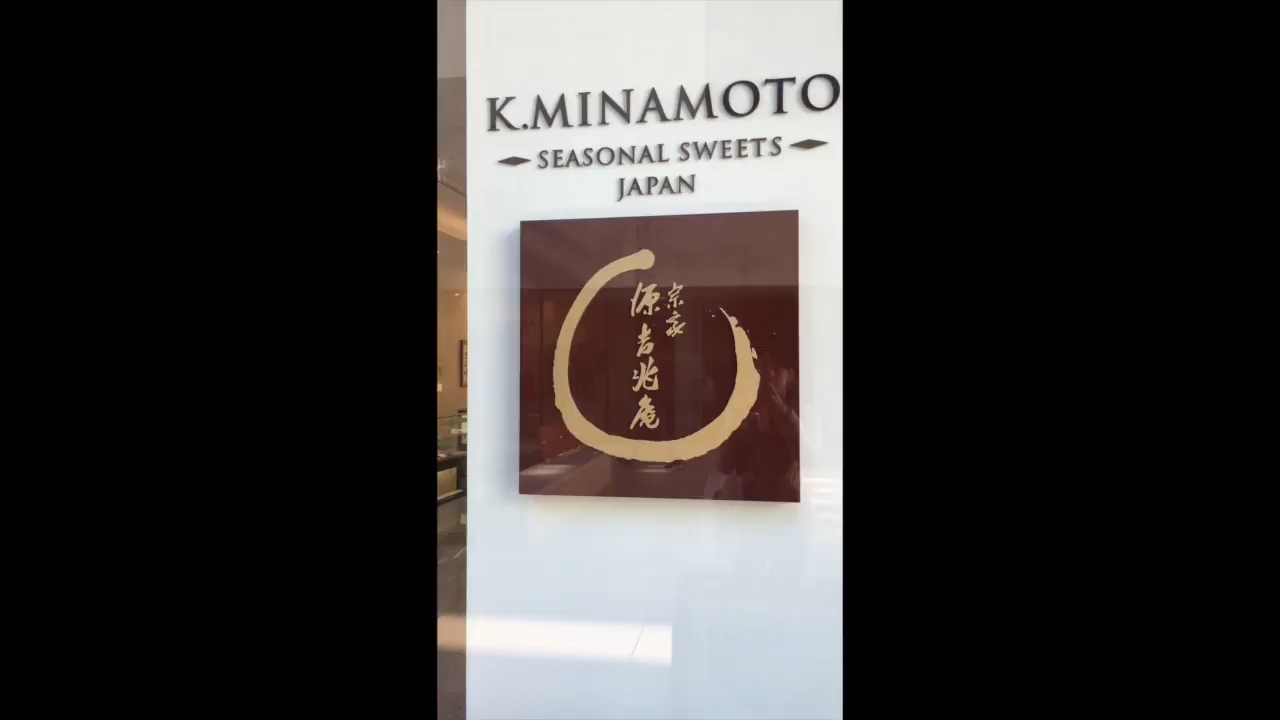 K.MINAMOTO
SEASONAL SWEETS
JAPAN
宗家
源吉兆庵